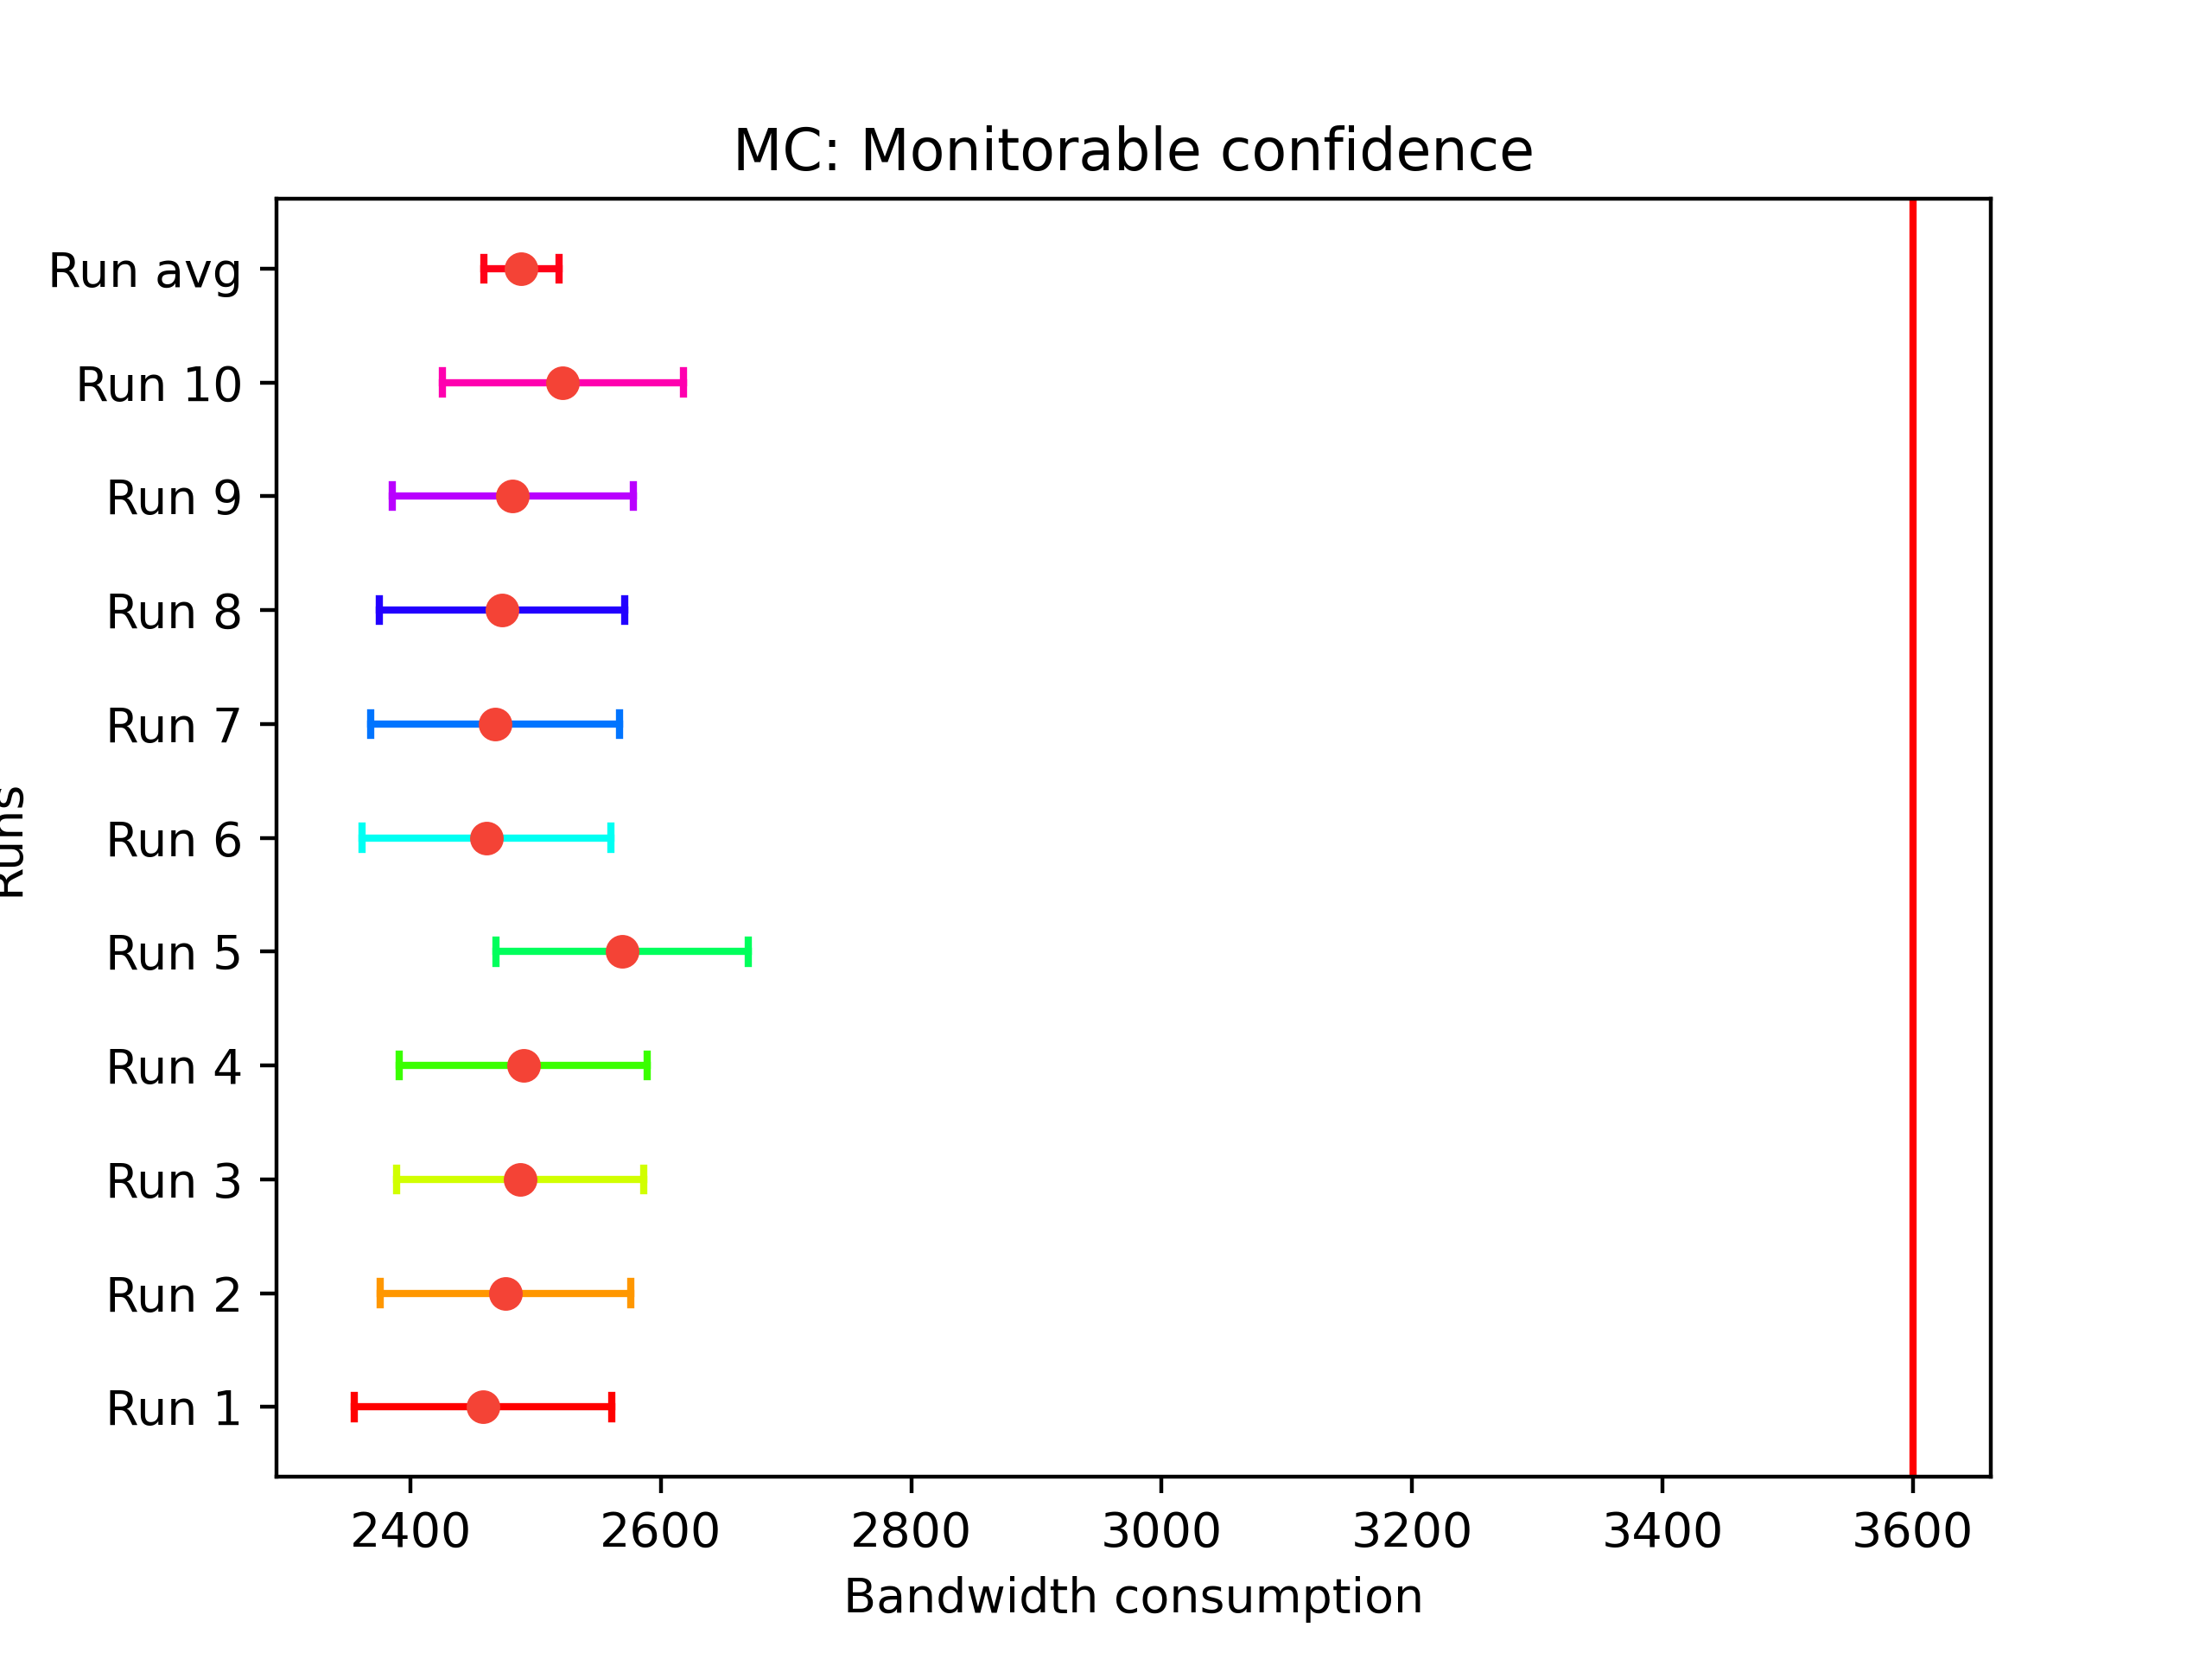 MC: Monitorable confidence
Run avg
Run 10
Run 9
Run 8
Run 7
Run 6
Run 5
Run 4
Run 3
Run 2
Run 1
Runs
2400 2600 2800 3000 3200 3400 3600
Bandwidth consumption